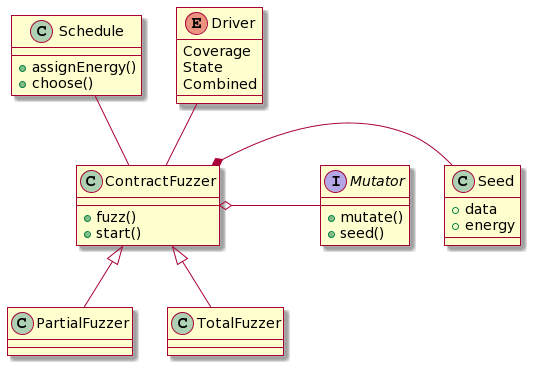 C Schedule
assignEnergy()
choose()
E Driver
Coverage
State
Combined
C ContractFuzzer
fuzz()
start()
I Mutator
mutate()
seed()
C Seed
data
energy
C PartialFuzzer
C TotalFuzzer